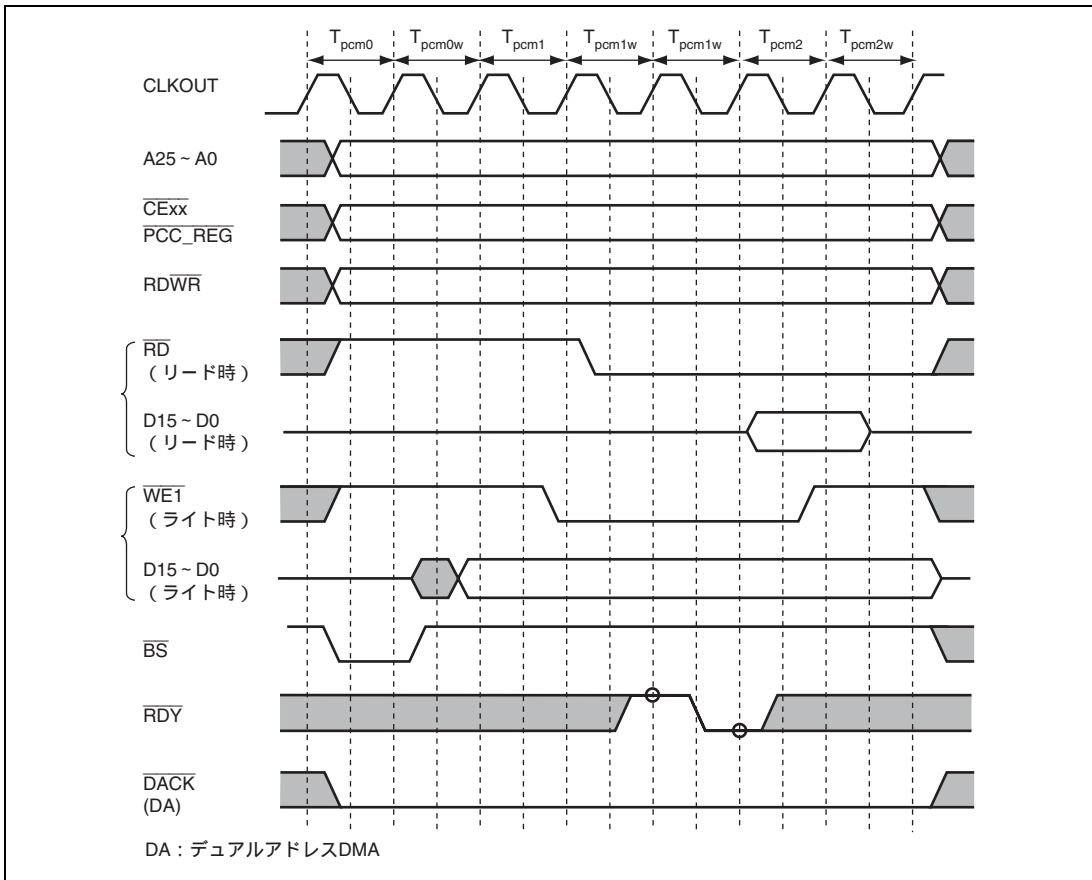 Tpcm0 Tpcm0w Tpcm1 Tpcm1w Tpcm1w Tpcm2 Tpcm2w
CLKOUT
A25 ~ A0
CExx
PCC_REG
RDWR
RD
（リード時）
D15 ~ D0
（リード時）
WE1
（ライト時）
D15 ~ D0
（ライト時）
BS
RDY
DACK
(DA)
DA：デュアルアドレスDMA